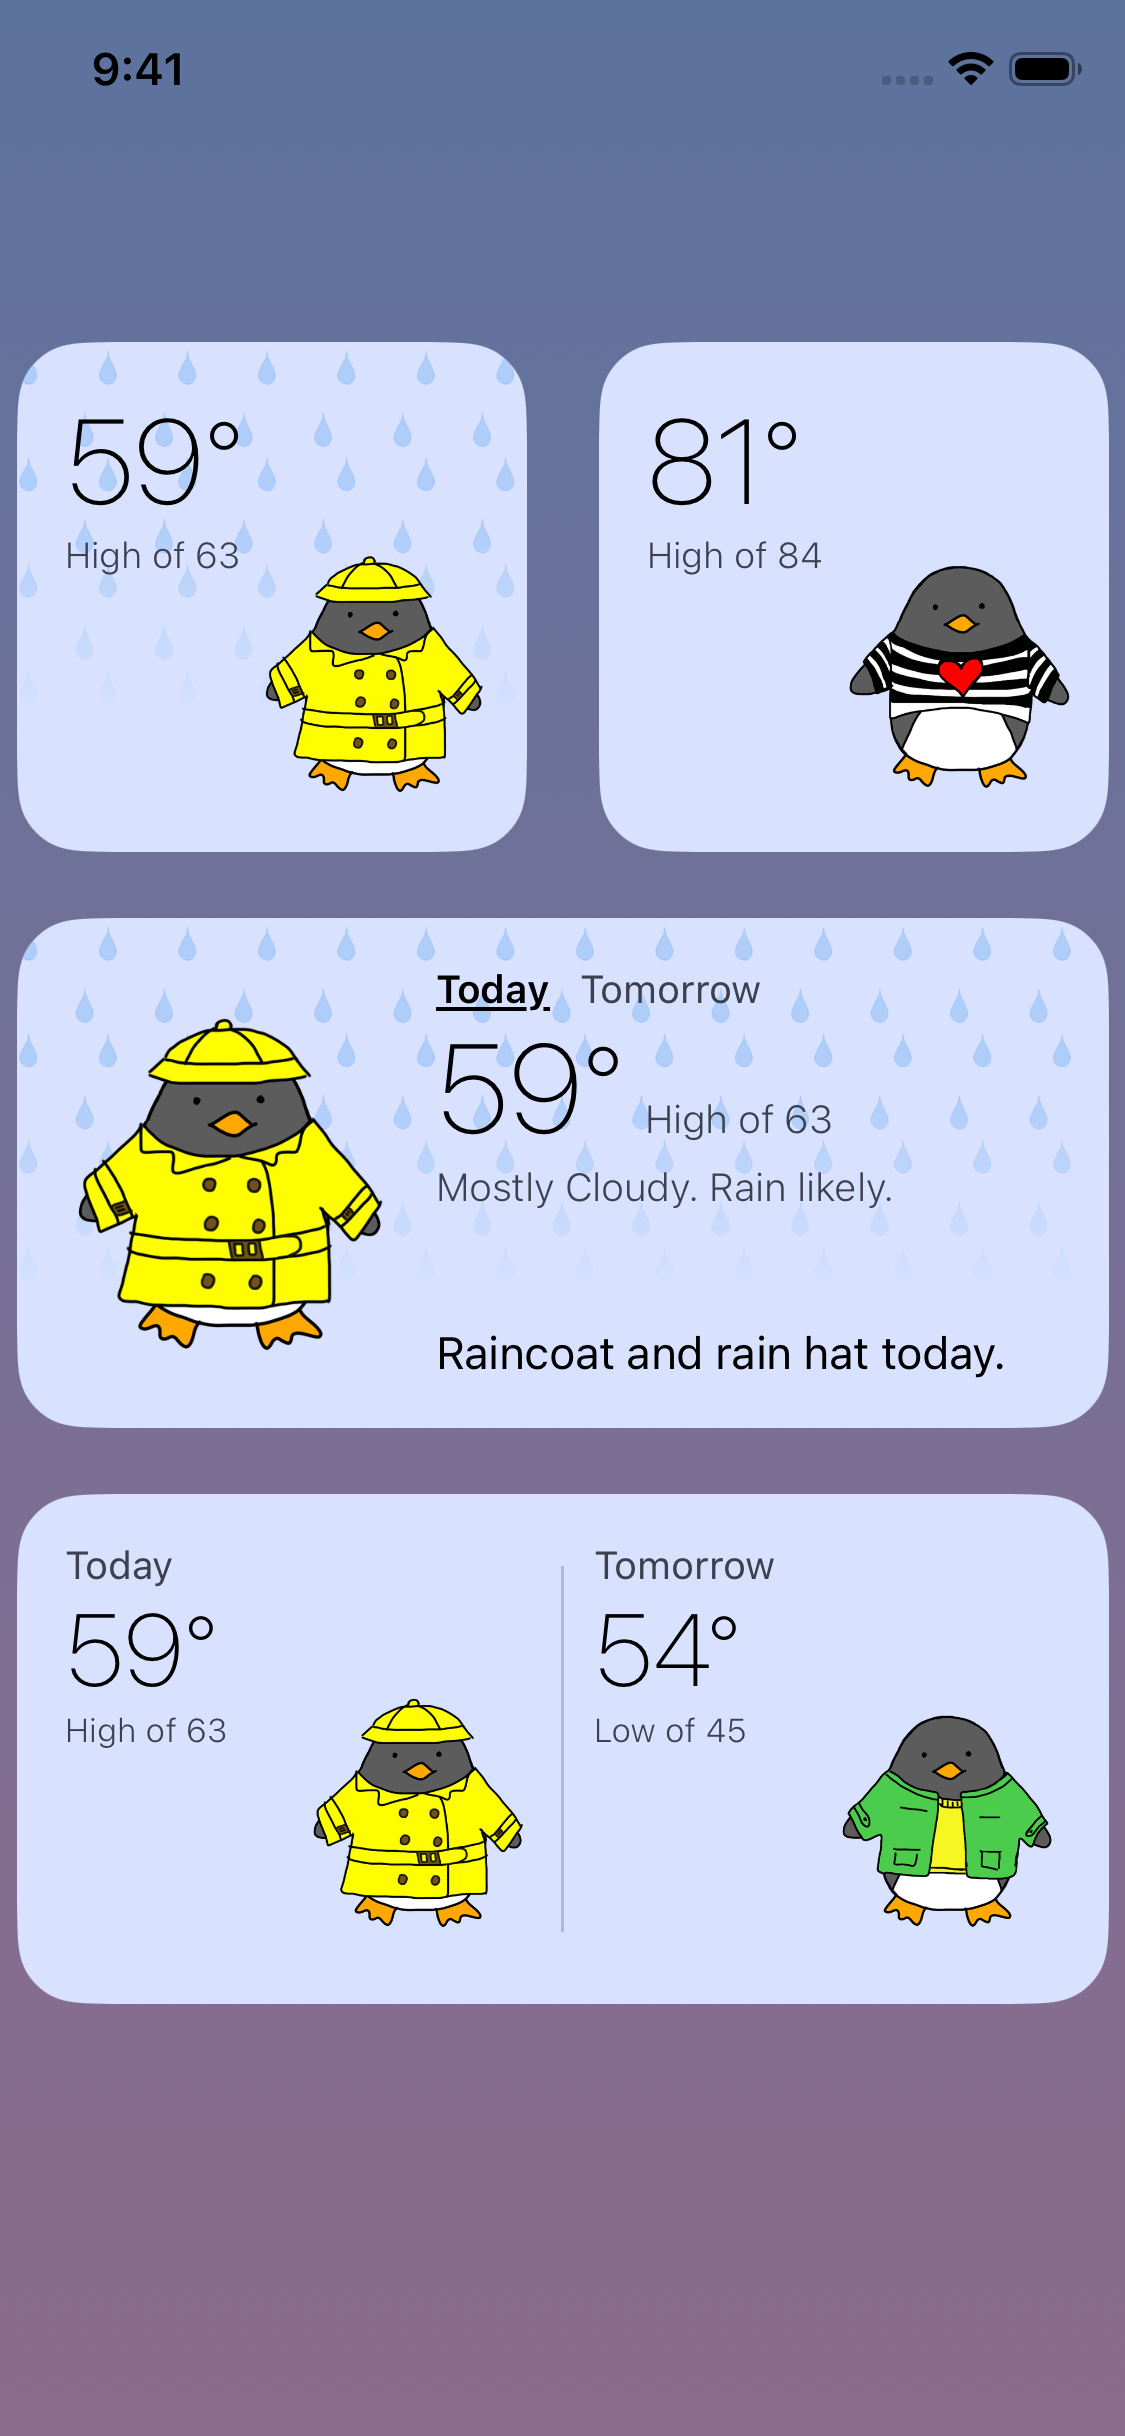 9:41
59°
High of 63
81°
High of 84
Today Tomorrow
59° High of 63
Mostly Cloudy. Rain likely.
Raincoat and rain hat today.
Today
59°
High of 63
Tomorrow
54°
Low of 45